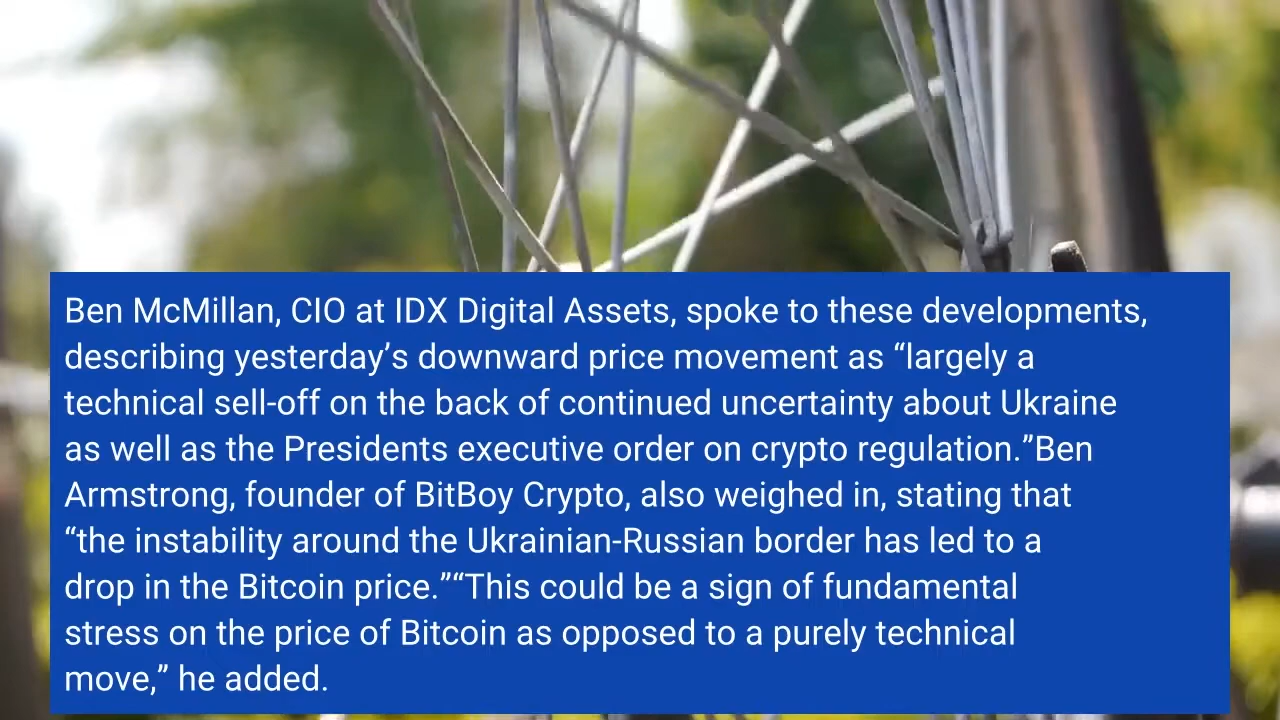 Ben McMillan, CIO at IDX Digital Assets, spoke to these developments,
describing yesterday’s downward price movement as “largely a
technical sell-off on the back of continued uncertainty about Ukraine
as well as the Presidents executive order on crypto regulation.”Ben
Armstrong, founder of BitBoy Crypto, also weighed in, stating that
“the instability around the Ukrainian-Russian border has led to a
drop in the Bitcoin price.”“This could be a sign of fundamental
stress on the price of Bitcoin as opposed to a purely technical
move,” he added.